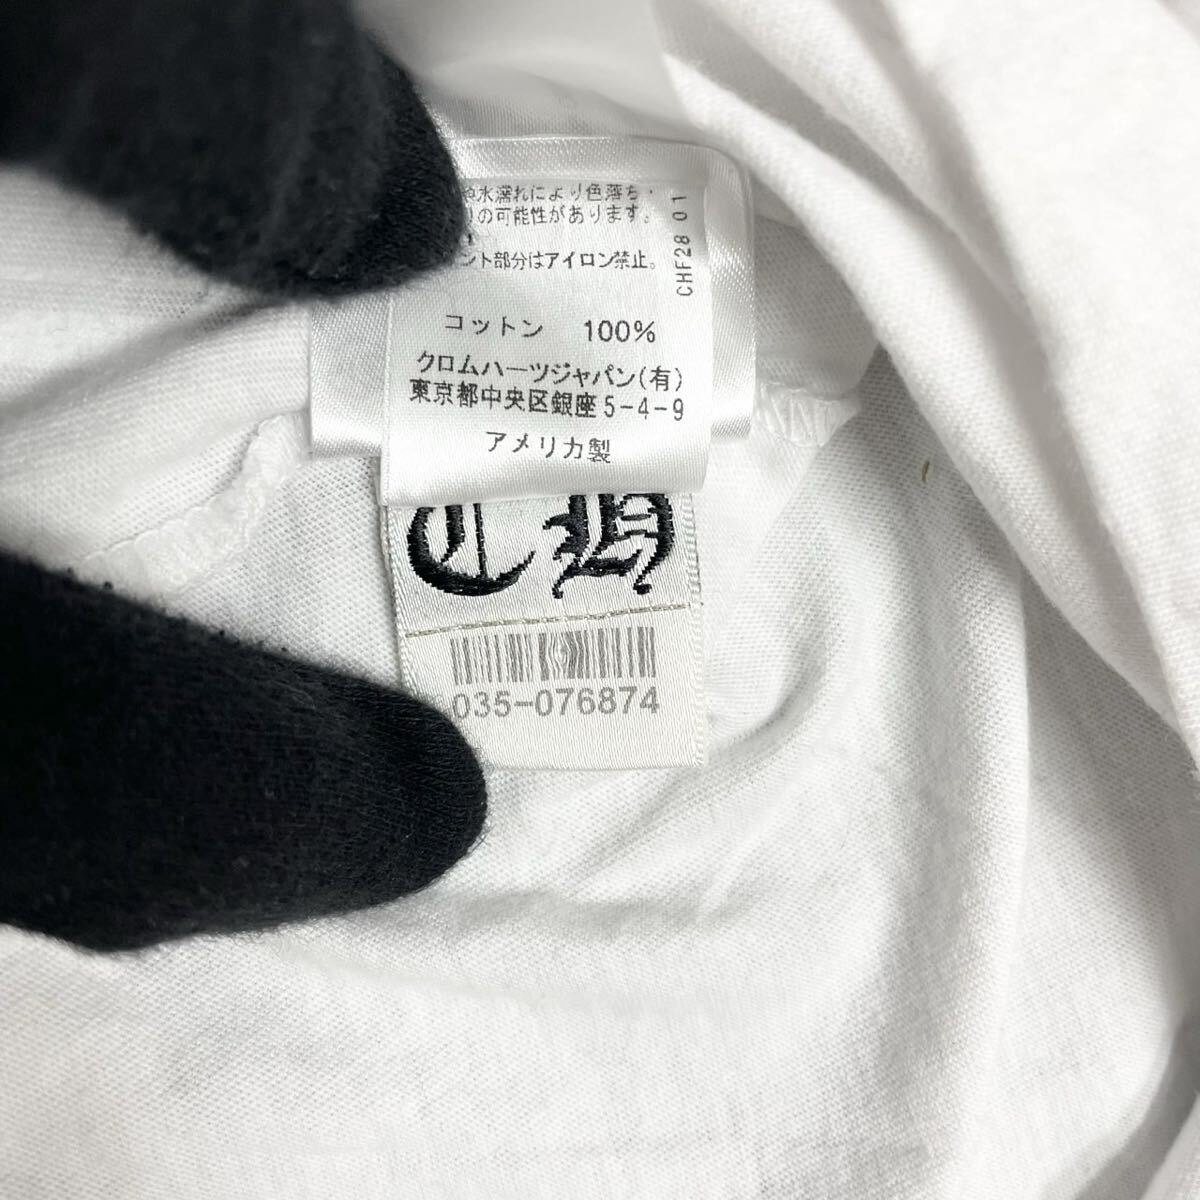 水濡れにより色落ち・
の可能性があります。
ント部分はアイロン禁止。
CHF28 01
コットン 100%
クロムハーツジャパン(有)
東京都中央区銀座5-4-9
アメリカ製
CH
035-076874